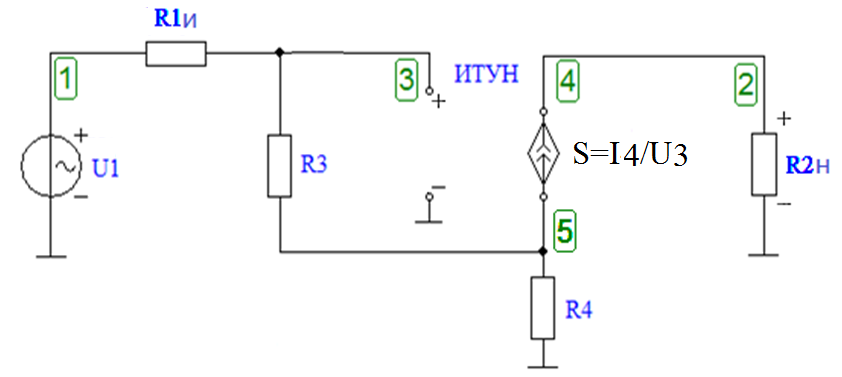 R1и
1
3
ИТУН
4
2
+
+
+
U1
–
R3
–
S=I4/U3
R2н
–
5
R4